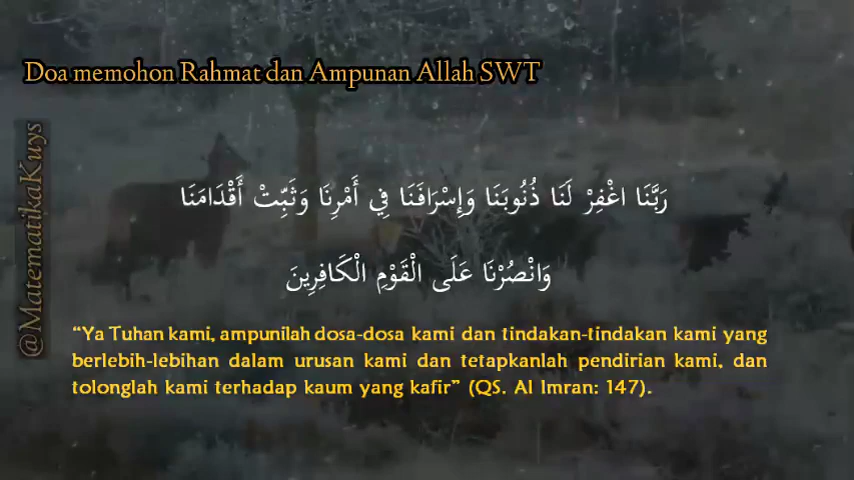 Doa memohon Rahmat dan Ampunan Allah SWT
@MatematikaKuys
رَبَّنَا اغْفِرْ لَنَا ذُنُوبَنَا وَإِسْرَافَنَا فِي أَمْرِنَا وَثَبِّتْ أَقْدَامَنَا
وَانْصُرْنَا عَلَى الْقَوْمِ الْكَافِرِينَ
“Ya Tuhan kami, ampunilah dosa-dosa kami dan tindakan-tindakan kami yang
berlebih-lebihan dalam urusan kami dan tetapkanlah pendirian kami, dan
tolonglah kami terhadap kaum yang kafir” (QS. Al Imran: 147).